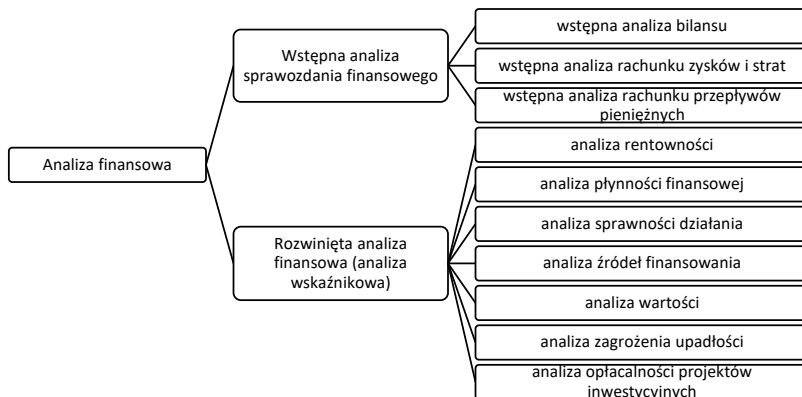 Analiza finansowa
Wstępna analiza
sprawozdania finansowego
wstępna analiza bilansu
wstępna analiza rachunku zysków i strat
wstępna analiza rachunku przepływów
pieniężnych
Rozwinięta analiza
finansowa (analiza
wskaźnikowa)
analiza rentowności
analiza płynności finansowej
analiza sprawności działania
analiza źródeł finansowania
analiza wartości
analiza zagrożenia upadłości
analiza opłacalności projektów
inwestycyjnych